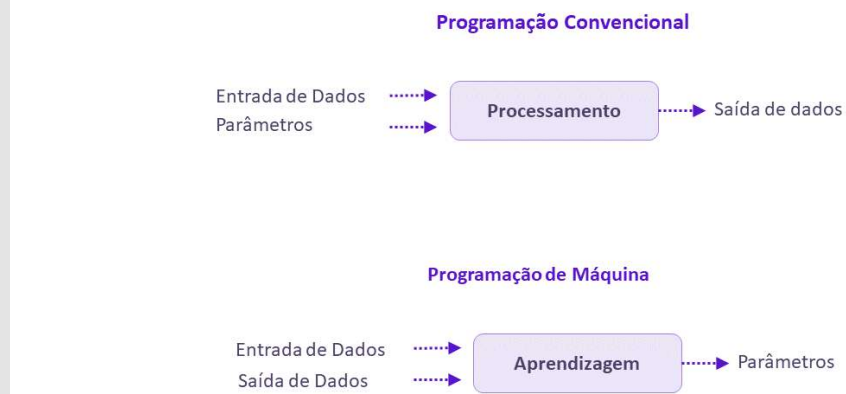 Programação Convencional
Entrada de Dados
Parâmetros
Processamento
Saída de dados
Programação de Máquina
Entrada de Dados
Saída de Dados
Aprendizagem
Parâmetros